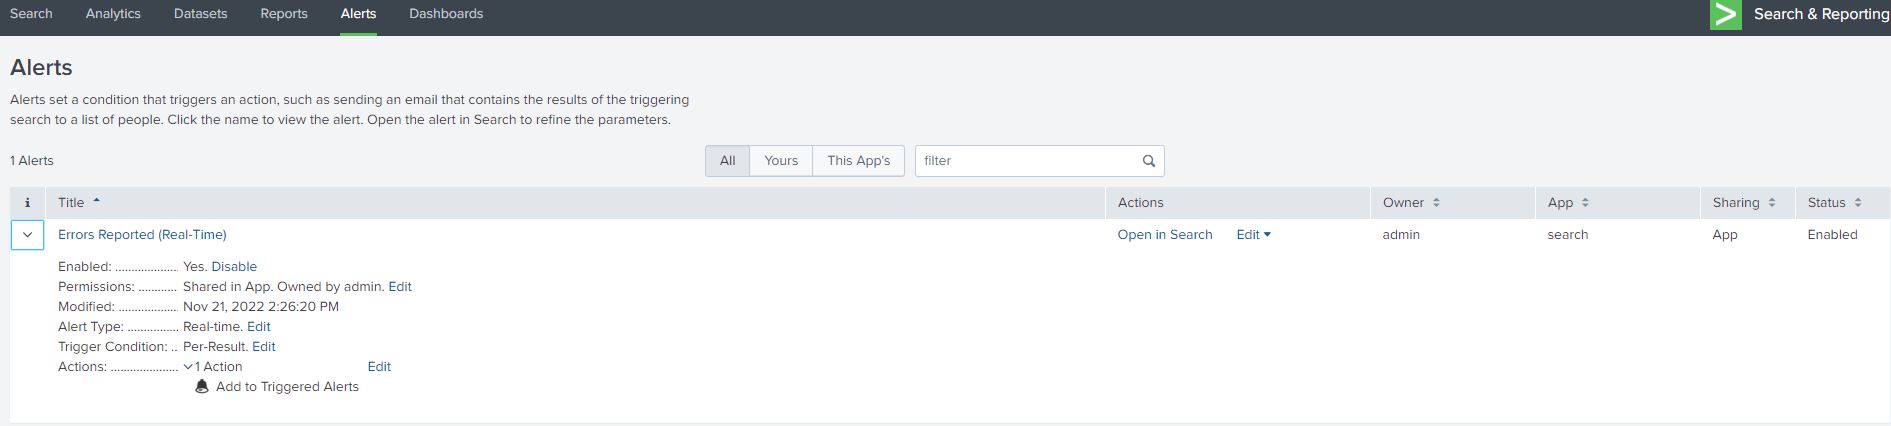 Search Analytics Datasets Reports Alerts Dashboards > Search & Reporting
Alerts
Alerts set a condition that triggers an action, such as sending an email that contains the results of the triggering
search to a list of people. Click the name to view the alert. Open the alert in Search to refine the parameters.
1 Alerts All Yours This App's filter
i Title Actions Owner App Sharing Status
Errors Reported (Real-Time) Open in Search Edit admin search App Enabled
Enabled: .................... Yes. Disable
Permissions: ............ Shared in App. Owned by admin. Edit
Modified: ................... Nov 21, 2022 2:26:20 PM
Alert Type: ................ Real-time. Edit
Trigger Condition: .. Per-Result. Edit
Actions: ...................... 1 Action Edit
Add to Triggered Alerts